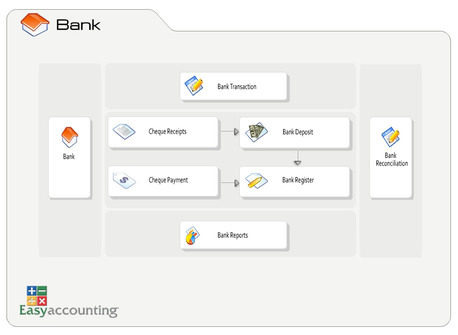 Bank
Bank Transaction
Cheque Receipts
Bank Deposit
Bank
Bank
Reconciliation
Cheque Payment
Bank Register
Bank Reports
Easyaccounting